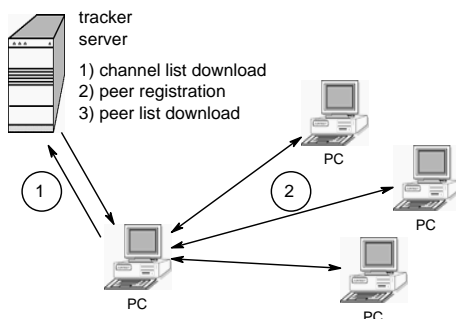 tracker
server
1) channel list download
2) peer registration
3) peer list download
PC
1
2
PC
PC
PC